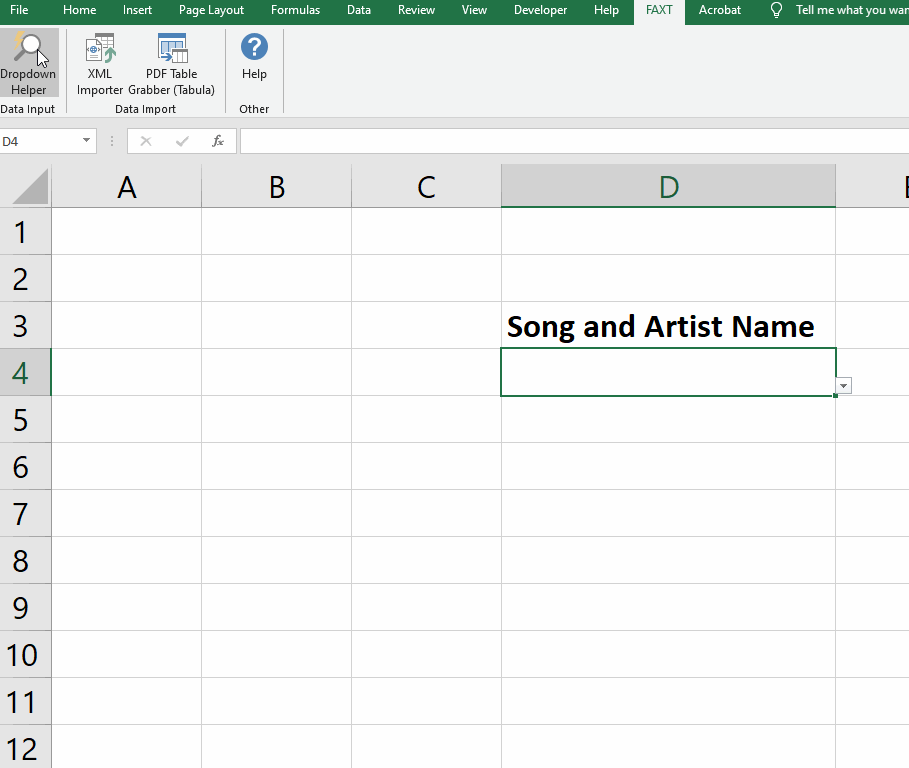 File Home Insert Page Layout Formulas Data Review View Developer Help FAXT Acrobat Tell me what you wan
Dropdown Helper
XML Importer
PDF Table Grabber (Tabula)
Help
Data Input Data Import Other
D4 fx
A B C D
1
2
3 Song and Artist Name
4
5
6
7
8
9
10
11
12